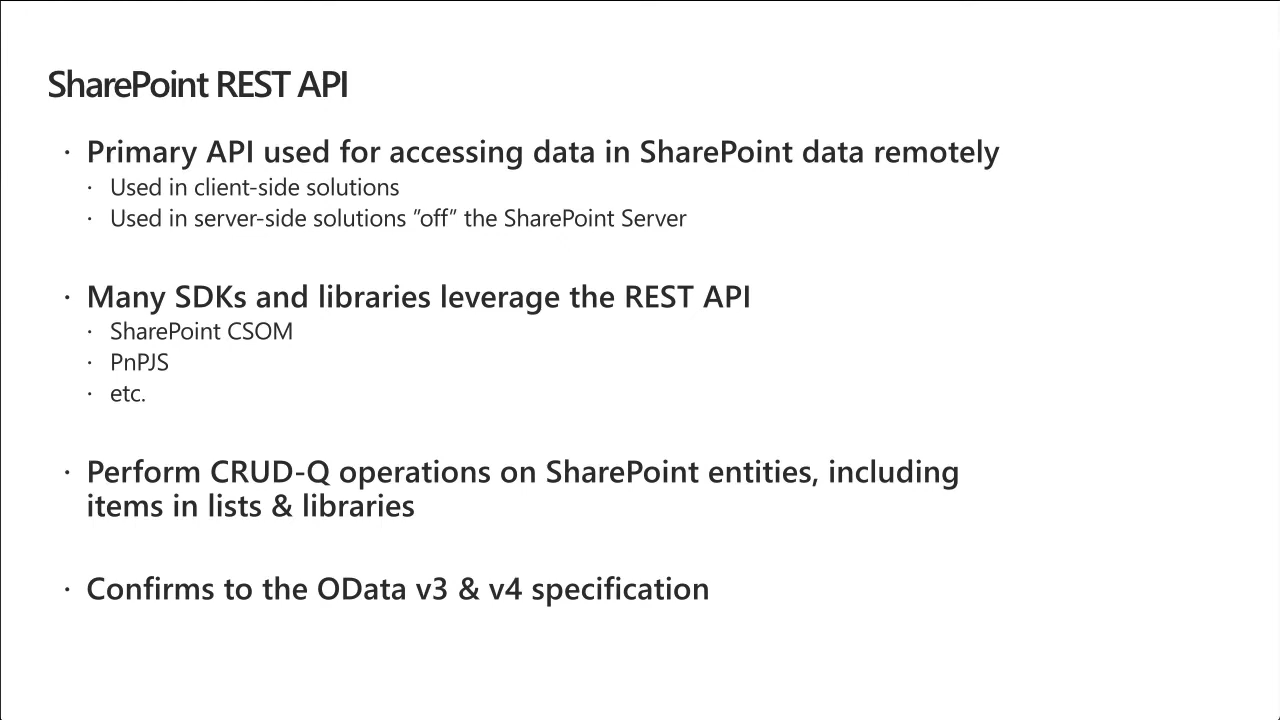 SharePoint REST API
· Primary API used for accessing data in SharePoint data remotely
· Used in client-side solutions
· Used in server-side solutions ”off” the SharePoint Server
· Many SDKs and libraries leverage the REST API
· SharePoint CSOM
· PnPJS
· etc.
· Perform CRUD-Q operations on SharePoint entities, including
items in lists & libraries
· Confirms to the OData v3 & v4 specification